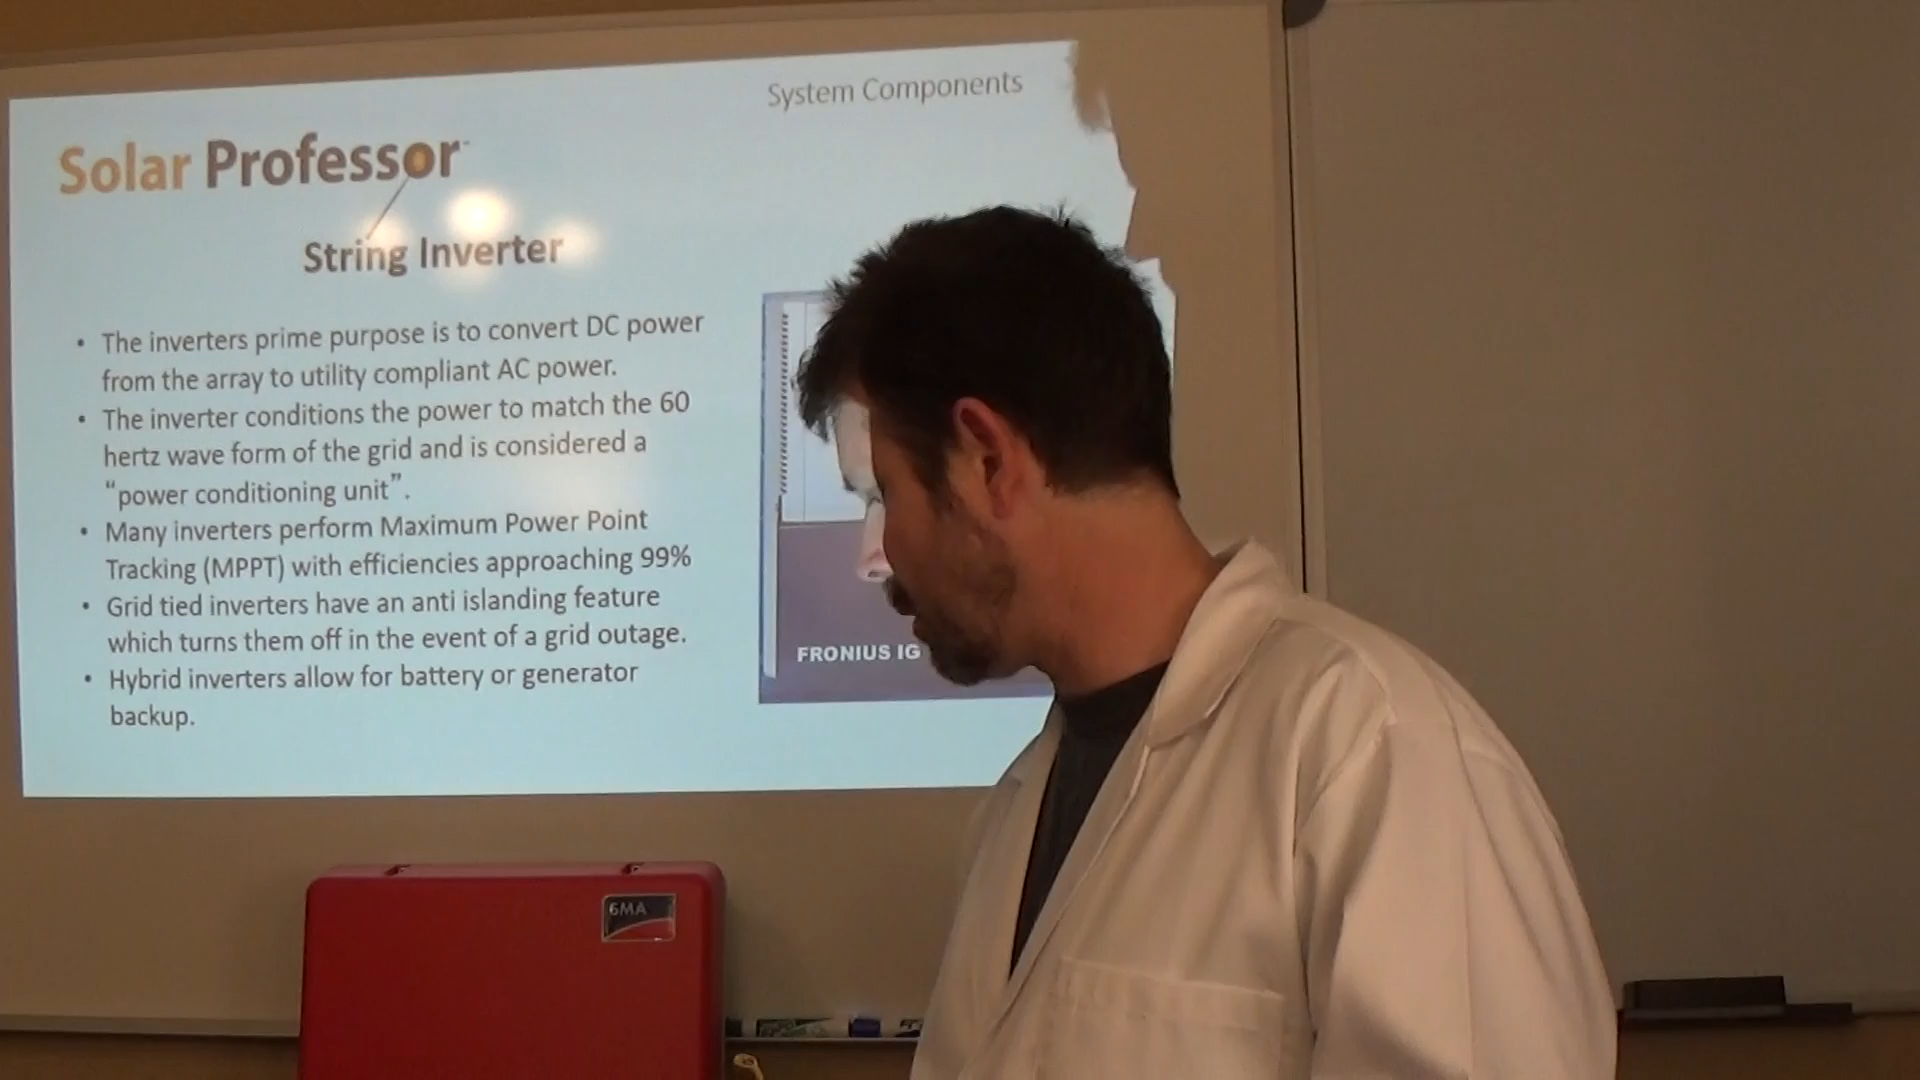 System Components
Solar Professor
String Inverter
• The inverters prime purpose is to convert DC power
from the array to utility compliant AC power.
• The inverter conditions the power to match the 60
hertz wave form of the grid and is considered a
“power conditioning unit”.
• Many inverters perform Maximum Power Point
Tracking (MPPT) with efficiencies approaching 99%
• Grid tied inverters have an anti islanding feature
which turns them off in the event of a grid outage.
• Hybrid inverters allow for battery or generator
backup.
FRONIUS IG
SMA